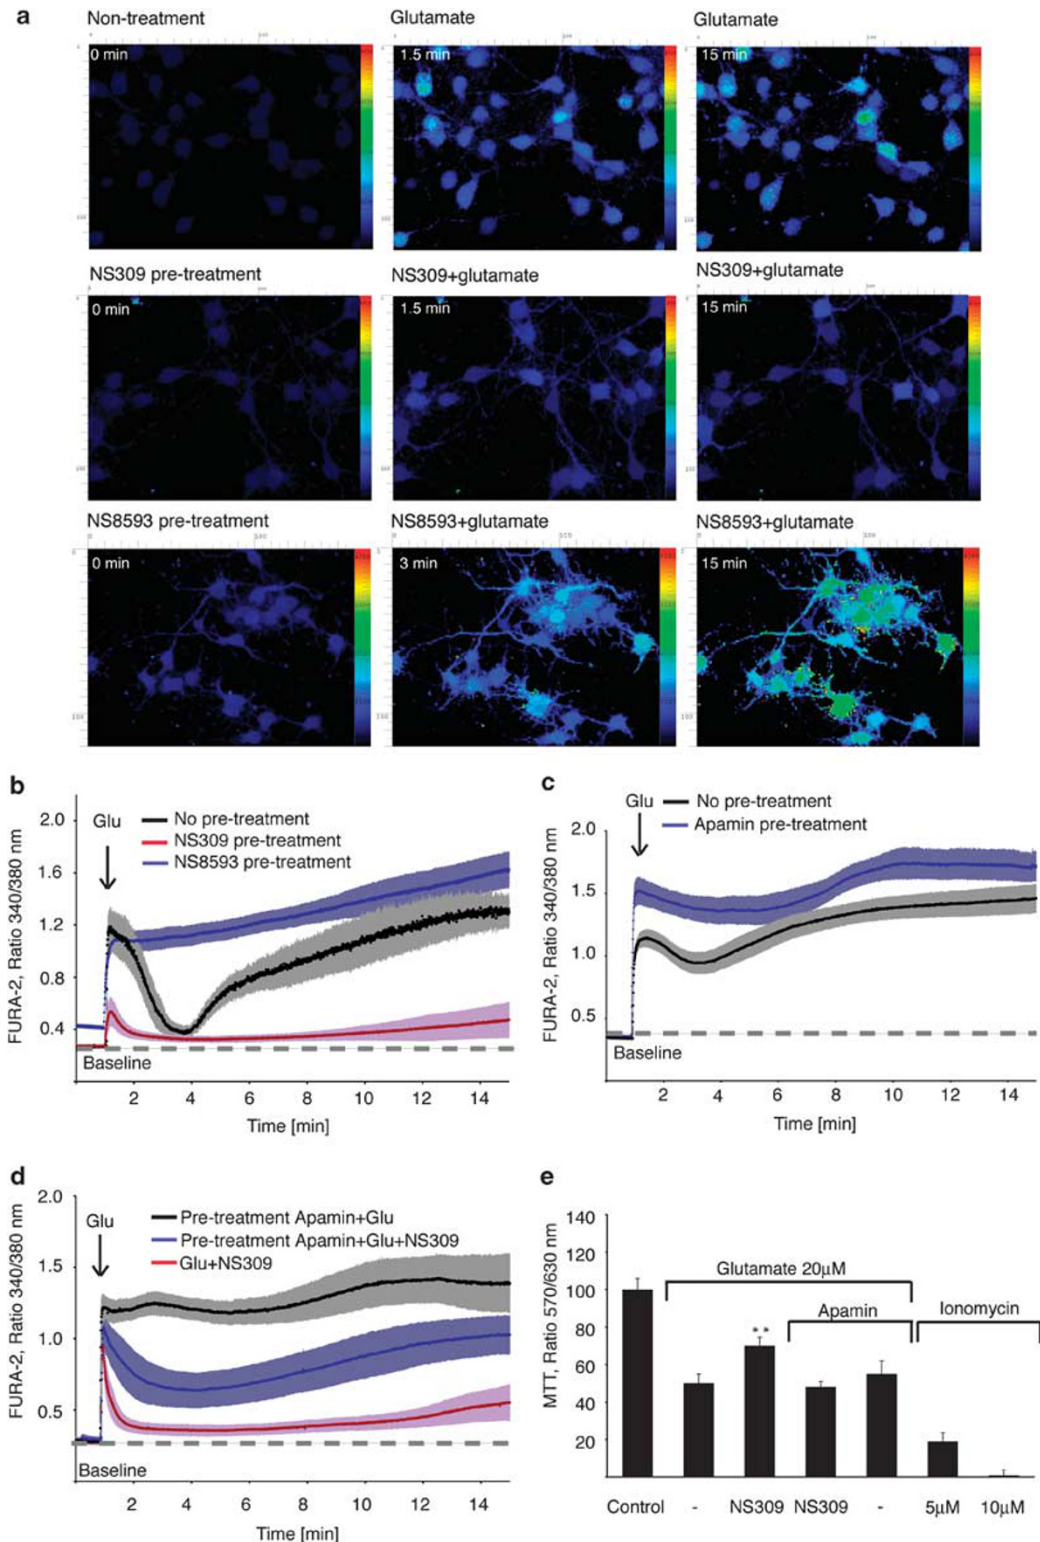 a
Non-treatment
Glutamate
Glutamate
0 min
1.5 min
15 min
NS309 pre-treatment
NS309+glutamate
NS309+glutamate
0 min
1.5 min
15 min
NS8593 pre-treatment
NS8593+glutamate
NS8593+glutamate
0 min
3 min
15 min
b
FURA-2, Ratio 340/380 nm
2.0
1.6
1.2
0.8
0.4
Glu
No pre-treatment
NS309 pre-treatment
NS8593 pre-treatment
Baseline
2 4 6 8 10 12 14
Time [min]
c
FURA-2, Ratio 340/380 nm
2.0
1.5
1.0
0.5
Glu
No pre-treatment
Apamin pre-treatment
Baseline
2 4 6 8 10 12 14
Time [min]
d
FURA-2, Ratio 340/380 nm
2.0
1.5
1.0
0.5
Glu
Pre-treatment Apamin+Glu
Pre-treatment Apamin+Glu+NS309
Glu+NS309
Baseline
2 4 6 8 10 12 14
Time [min]
e
MTT, Ratio 570/630 nm
140
120
100
80
60
40
20
Glutamate 20μM
Apamin
Ionomycin
**
Control - NS309 NS309 - 5μM 10μM